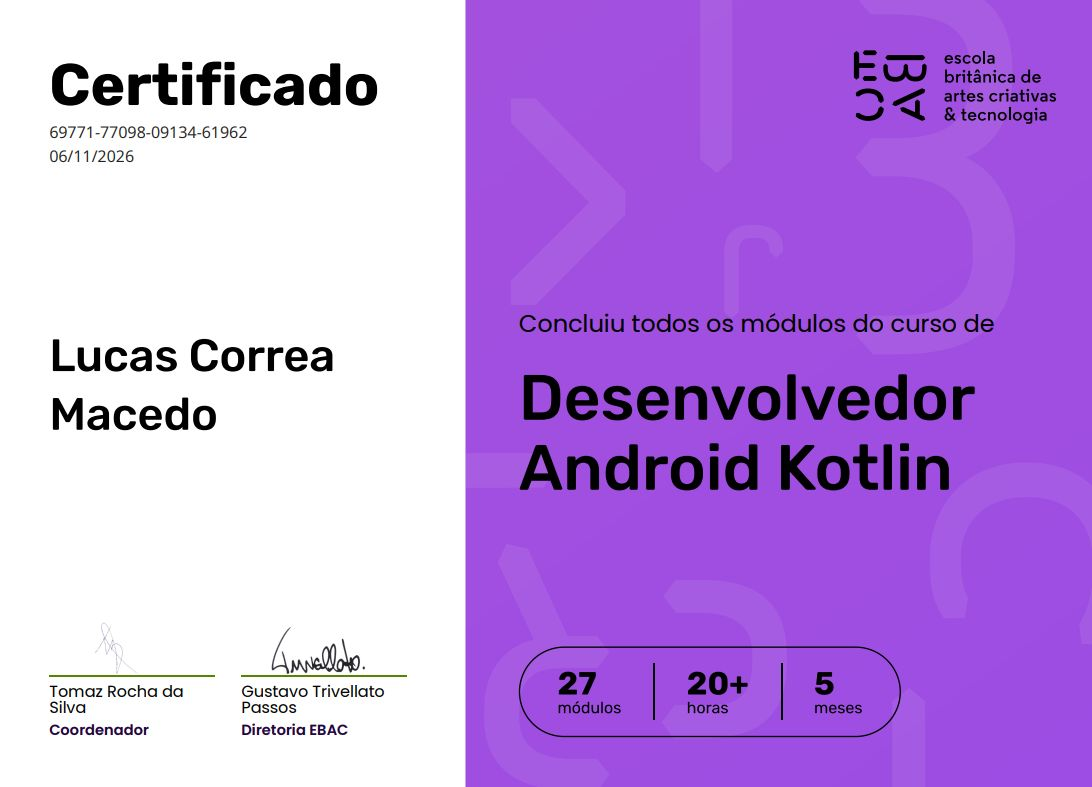 Certificado
69771-77098-09134-61962
06/11/2026
Lucas Correa
Macedo
Tomaz Rocha da
Silva
Coordenador
Gustavo Trivellato
Passos
Diretoria EBAC
EBAC
escola
britânica de
artes criativas
& tecnologia
Concluiu todos os módulos do curso de
Desenvolvedor
Android Kotlin
27
módulos
20+
horas
5
meses